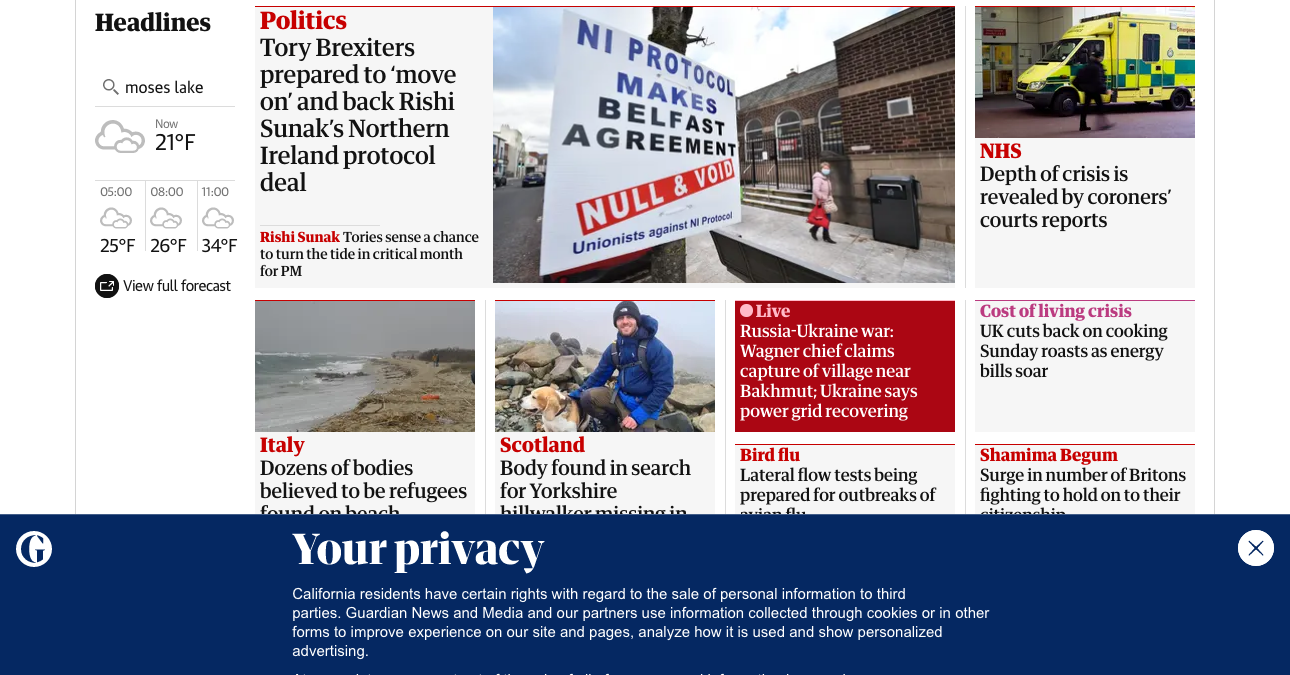 Headlines
moses lake
Now
21°F
05:00
08:00
11:00
25°F
26°F
34°F
View full forecast
Politics
Tory Brexiters
prepared to ‘move
on’ and back Rishi
Sunak’s Northern
Ireland protocol
deal
Rishi Sunak Tories sense a chance
to turn the tide in critical month
for PM
NI PROTOCOL
MAKES
BELFAST
AGREEMENT
NULL & VOID
Unionists against NI Protocol
NHS
Depth of crisis is
revealed by coroners’
courts reports
Italy
Dozens of bodies
believed to be refugees
found on beach
Scotland
Body found in search
for Yorkshire
hillwalker missing in
Live
Russia-Ukraine war:
Wagner chief claims
capture of village near
Bakhmut; Ukraine says
power grid recovering
Cost of living crisis
UK cuts back on cooking
Sunday roasts as energy
bills soar
Bird flu
Lateral flow tests being
prepared for outbreaks of
avian flu
Shamima Begum
Surge in number of Britons
fighting to hold on to their
citizenship
Your privacy
California residents have certain rights with regard to the sale of personal information to third
parties. Guardian News and Media and our partners use information collected through cookies or in other
forms to improve experience on our site and pages, analyze how it is used and show personalized
advertising.